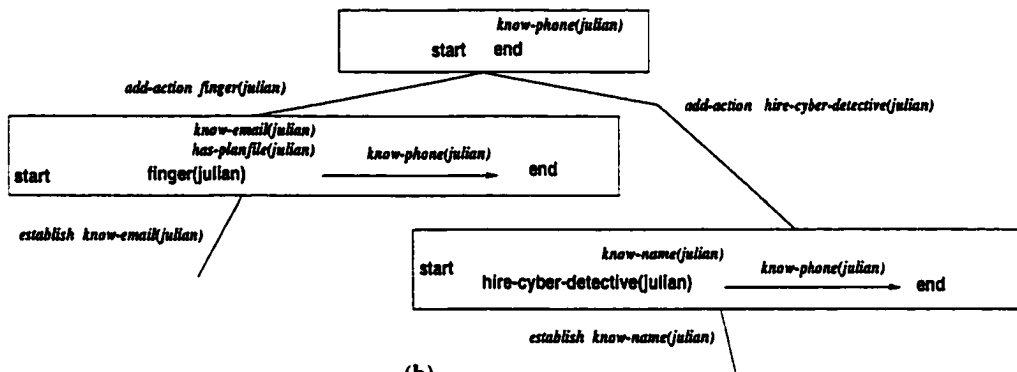 know-phone(julian)
start end
add-action finger(julian)
add-action hire-cyber-detective(julian)
know-email(julian)
has-planfile(julian)
know-phone(julian)
start finger(julian) end
establish know-email(julian)
know-name(julian)
start know-phone(julian)
hire-cyber-detective(julian) end
establish know-name(julian)
(b)